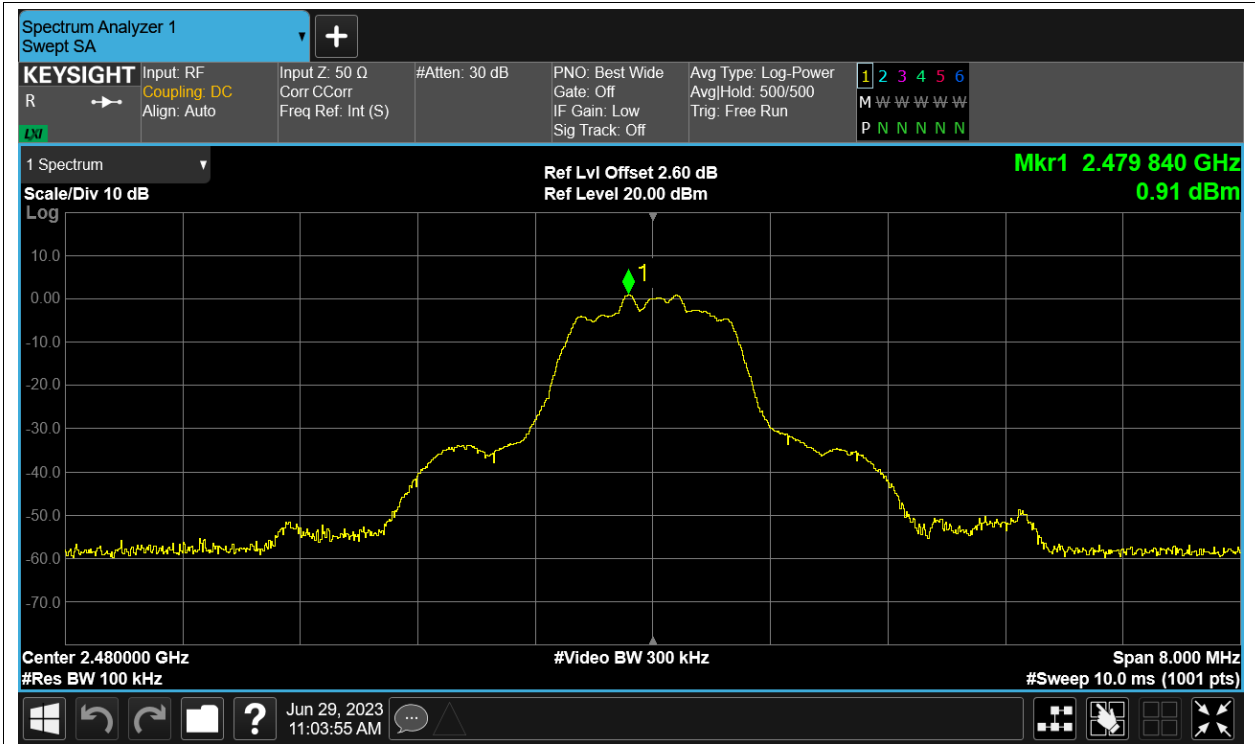 Spectrum Analyzer 1
Swept SA
KEYSIGHT
R
LXI
Input: RF
Coupling: DC
Align: Auto
Input Z: 50 Ω
Corr CCorr
Freq Ref: Int (S)
#Atten: 30 dB
PNO: Best Wide
Gate: Off
IF Gain: Low
Sig Track: Off
Avg Type: Log-Power
Avg|Hold: 500/500
Trig: Free Run
1 2 3 4 5 6
M W W W W W
P N N N N N
1 Spectrum
Scale/Div 10 dB
Ref Lvl Offset 2.60 dB
Ref Level 20.00 dBm
Mkr1 2.479 840 GHz
0.91 dBm
Log
10.0
0.00
-10.0
-20.0
-30.0
-40.0
-50.0
-60.0
-70.0
1
Center 2.480000 GHz
#Video BW 300 kHz
Span 8.000 MHz
#Res BW 100 kHz
#Sweep 10.0 ms (1001 pts)
?
Jun 29, 2023
11:03:55 AM